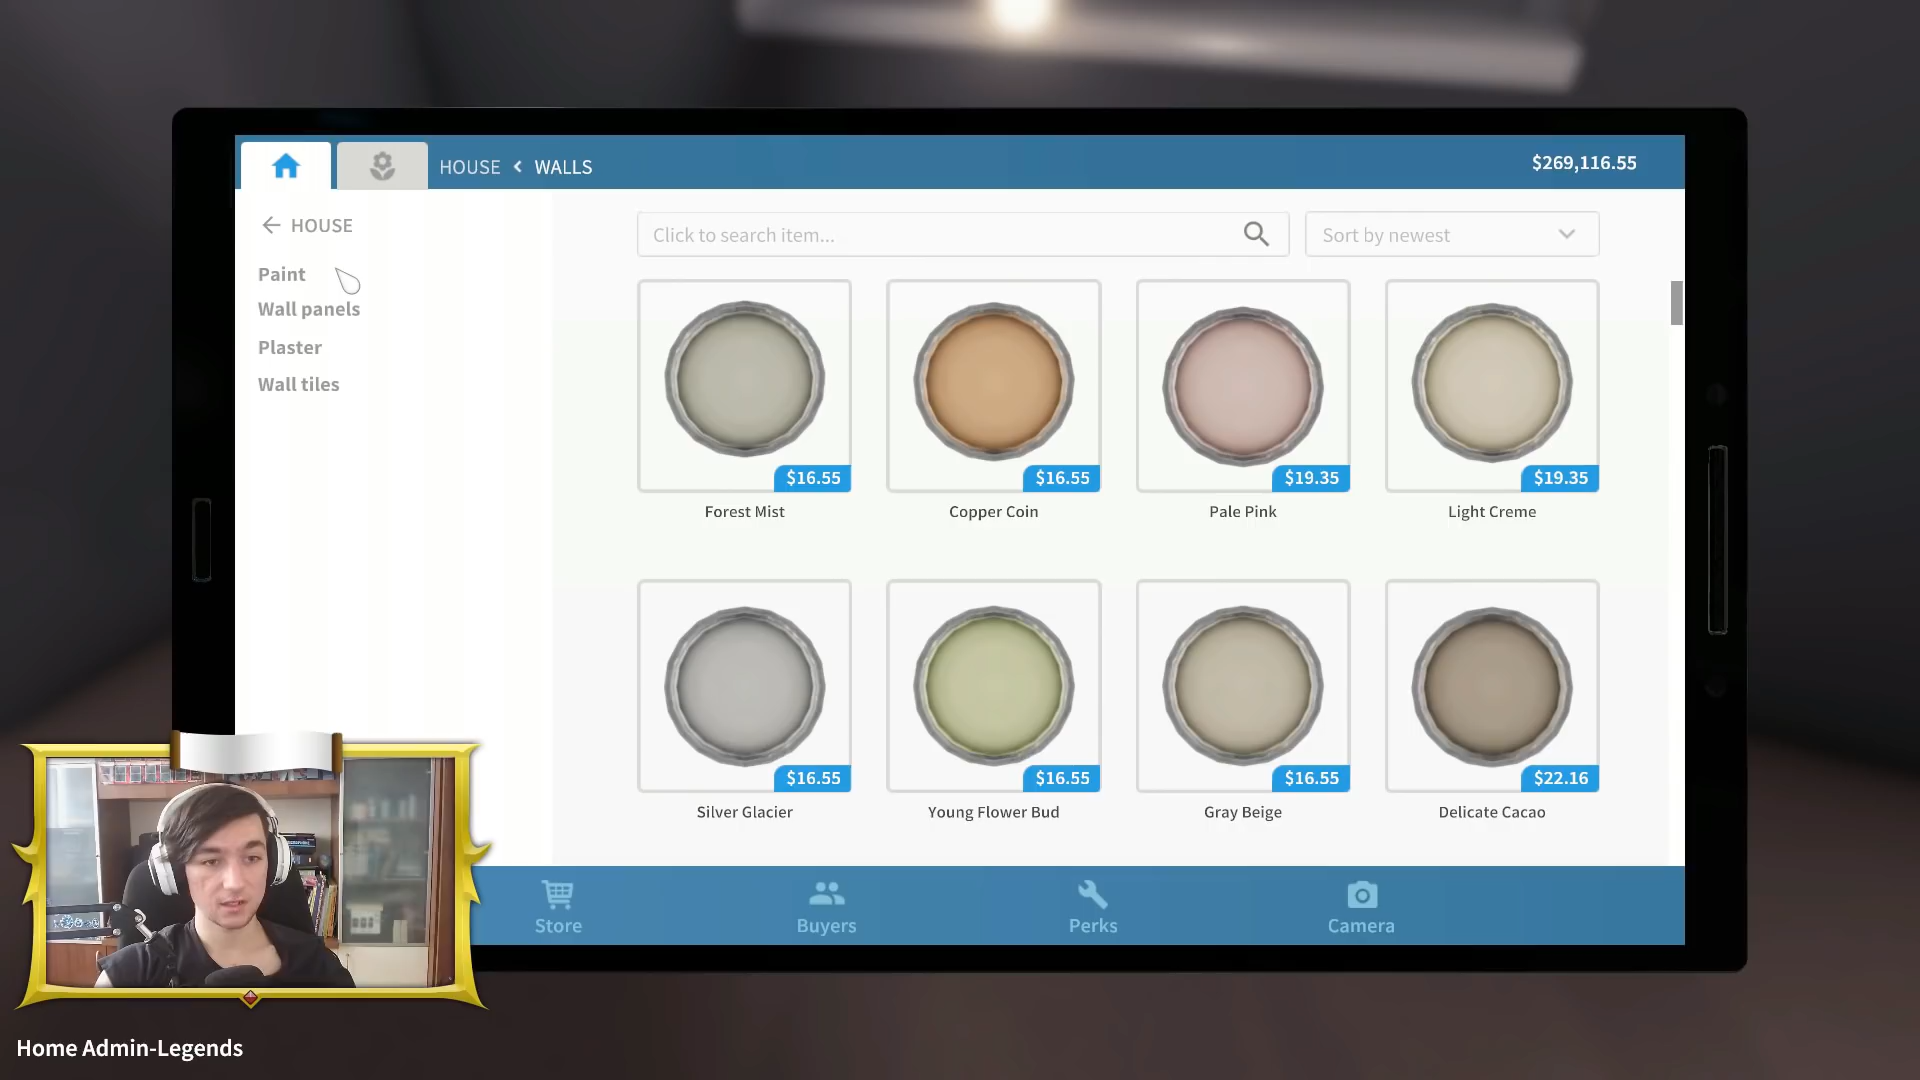 HOUSE < WALLS
$269,116.55
HOUSE
Paint
Wall panels
Plaster
Wall tiles
Click to search item...
Sort by newest
$16.55
$16.55
$19.35
$19.35
Forest Mist
Copper Coin
Pale Pink
Light Creme
$16.55
$16.55
$16.55
$22.16
Silver Glacier
Young Flower Bud
Gray Beige
Delicate Cacao
Store
Buyers
Perks
Camera
Home Admin-Legends